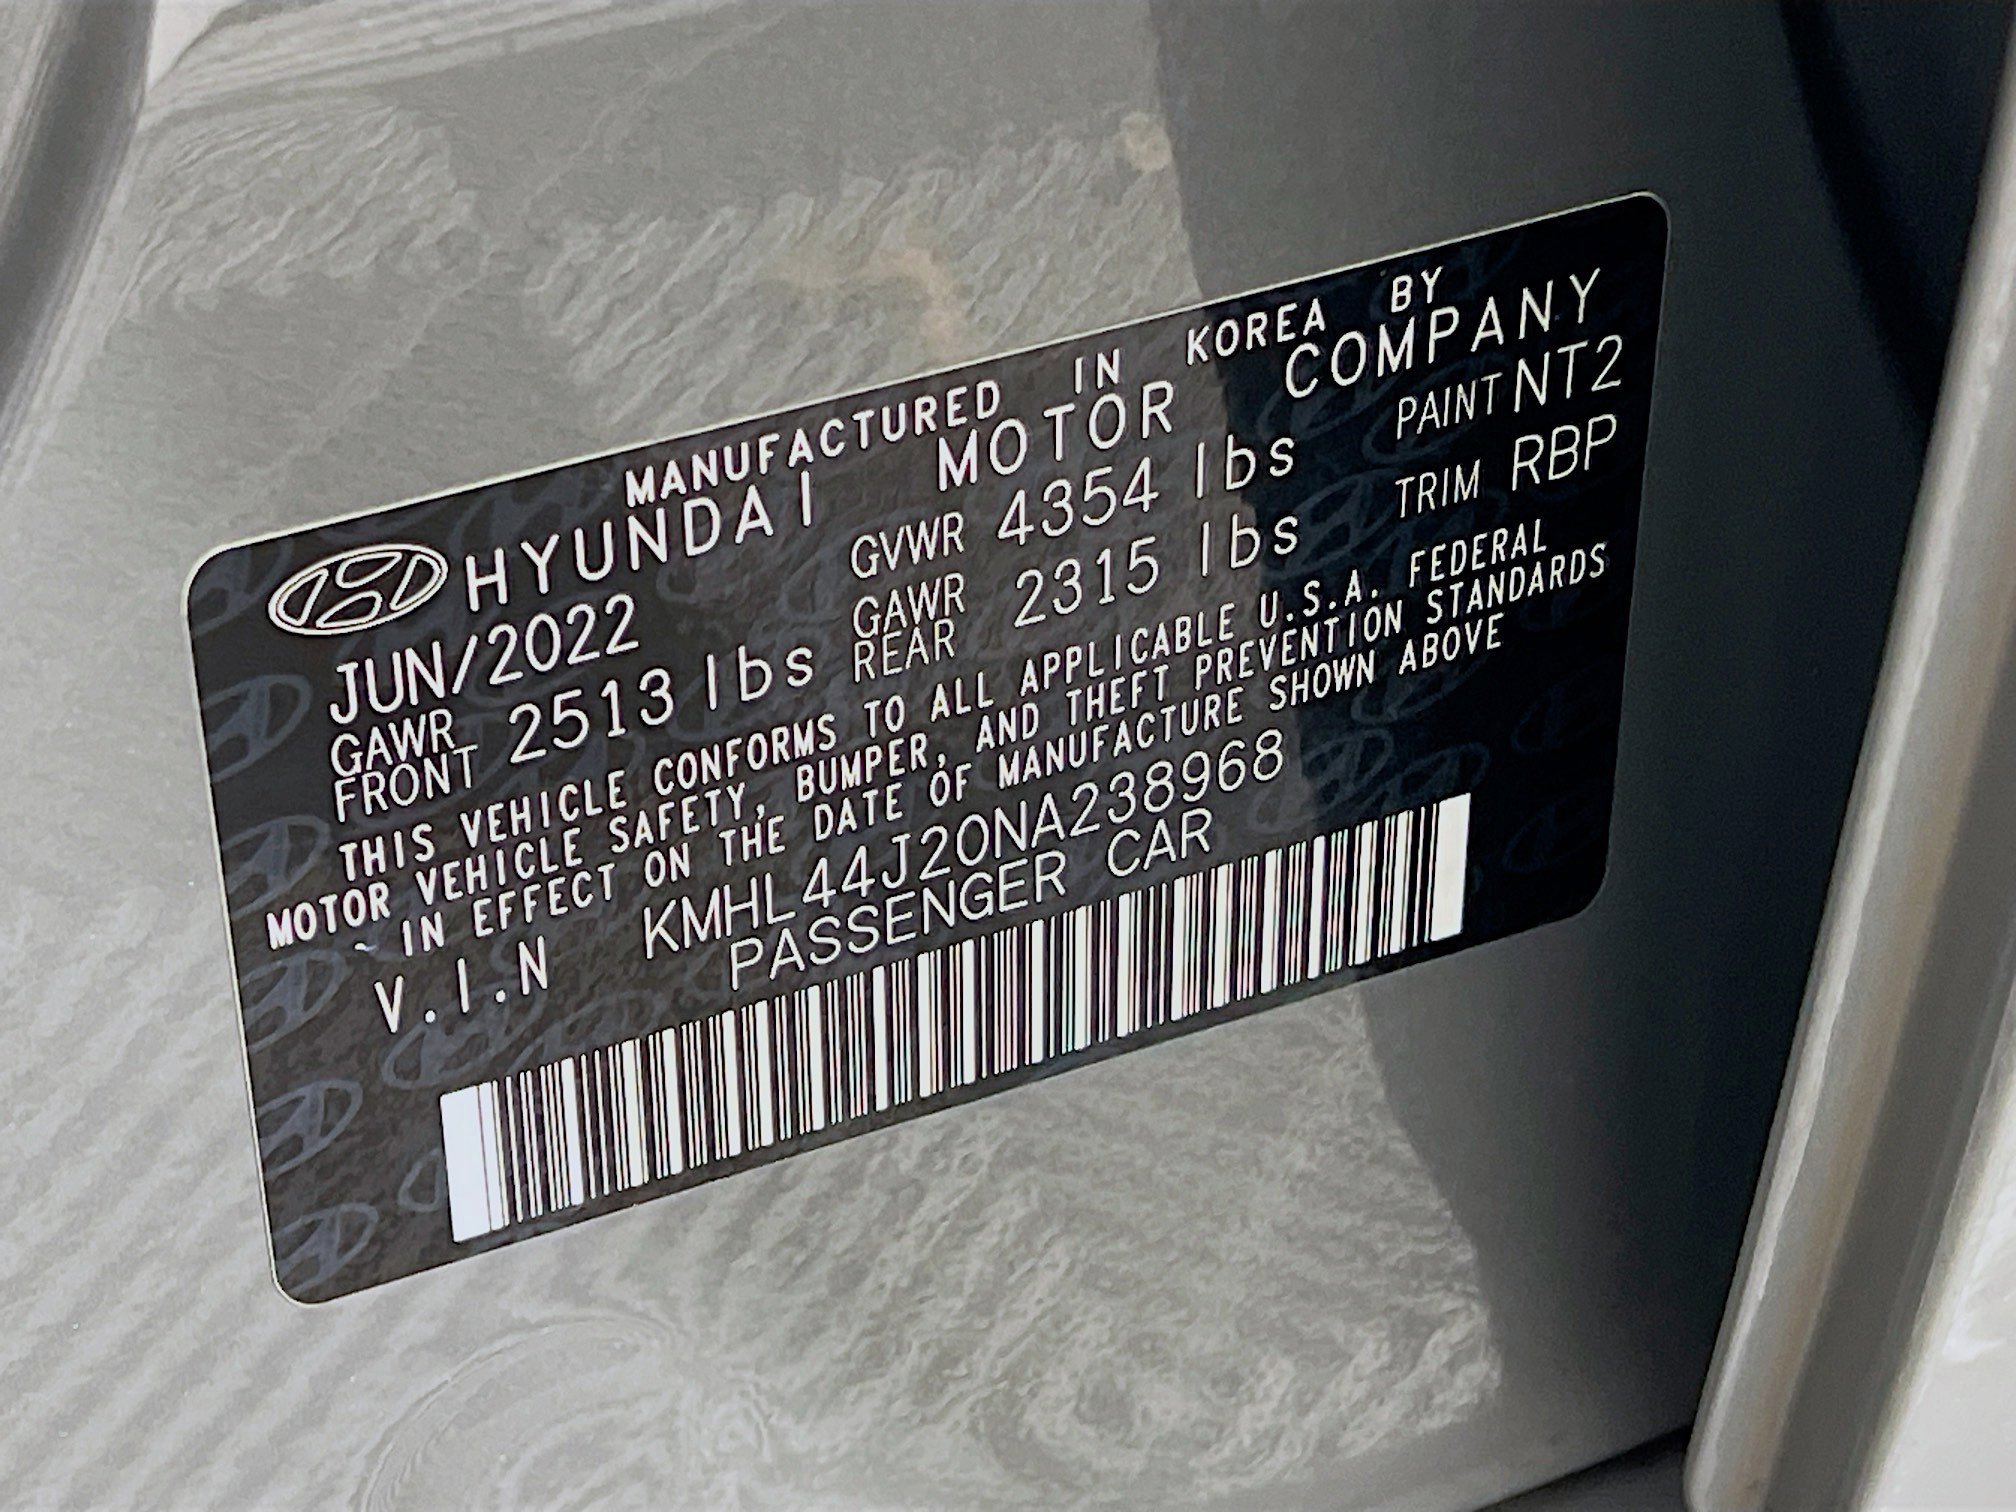 MANUFACTURED IN KOREA BY
HYUNDAI MOTOR COMPANY
JUN/2022 GVWR 4354 lbs PAINT NT2
GAWR FRONT 2513 lbs GAWR REAR 2315 lbs TRIM RBP
THIS VEHICLE CONFORMS TO ALL APPLICABLE U.S.A. FEDERAL
MOTOR VEHICLE SAFETY, BUMPER, AND THEFT PREVENTION STANDARDS
IN EFFECT ON THE DATE OF MANUFACTURE SHOWN ABOVE
V.I.N KMHL44J20NA238968
PASSENGER CAR